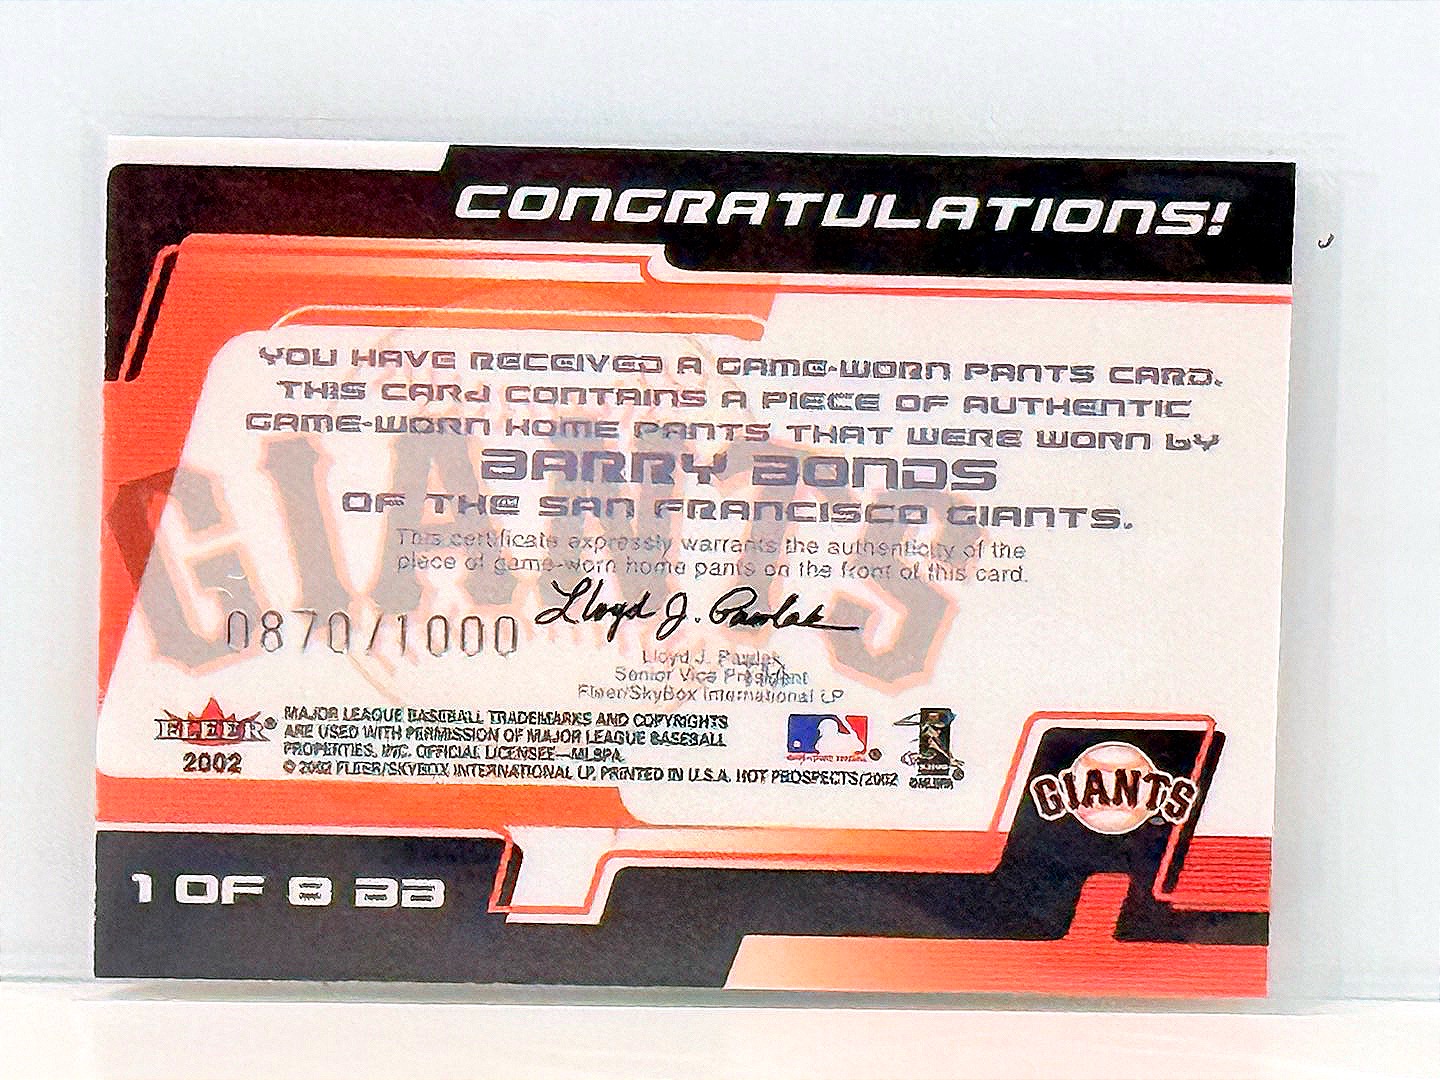 CONGRATULATIONS!
YOU HAVE RECEIVED A GAME-WORN PANTS CARD.
THIS CARd CONTAINS A PIECE OF AUTHENTIC
GAME-WORN HOME PANTS THAT WERE WORN bY
BARRY BONDS
OF THE SAN FRANCISCO GIANTS.
This certificate expressly warrants the authenticity of the
piece of game-worn home pants on the front of this card.
Lloyd J. Pawlak
0870/1000
Lloyd J. Pawlak
Senior Vice President
Fleer/SkyBox International LP
FLEER®
2002
MAJOR LEAGUE BASEBALL TRADEMARKS AND COPYRIGHTS
ARE USED WITH PERMISSION OF MAJOR LEAGUE BASEBALL
PROPERTIES, INC. OFFICIAL LICENSEE—MLBPA
© 2002 FLEER/SKYBOX INTERNATIONAL LP. PRINTED IN U.S.A. HOT PROSPECTS/2002
GIANTS
GIANTS
1 OF 8 BB